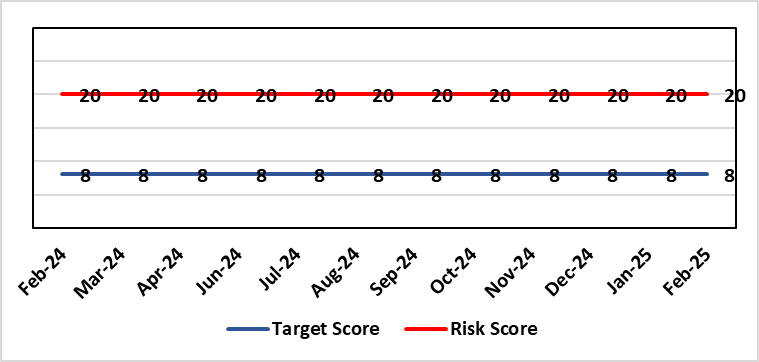 20 20 20 20 20 20 20 20 20 20 20 20
8 8 8 8 8 8 8 8 8 8 8 8
Feb-24 Mar-24 Apr-24 Jun-24 Jul-24 Aug-24 Sep-24 Oct-24 Nov-24 Dec-24 Jan-25 Feb-25
Target Score Risk Score